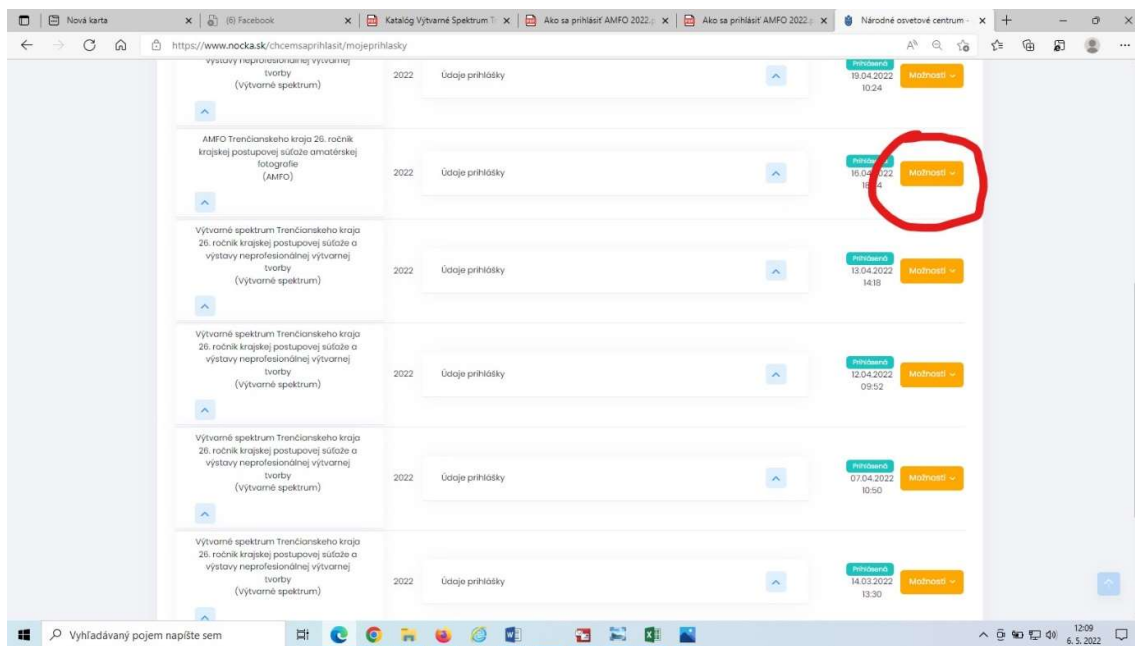 Nová karta
(6) Facebook
Katalóg Výtvarné Spektrum T
Ako sa prihlásiť AMFO 2022.p
Ako sa prihlásiť AMFO 2022.p
Národné osvetové centrum -
https://www.nocka.sk/chcemsaprihlasit/mojeprihlasky
výstavy neprofesionálnej výtvarnej
tvorby
(Výtvarné spektrum)
2022
Údaje prihlášky
Prihlásená
19.04.2022
10:24
Možnosti
AMFO Trenčianskeho kraja 26. ročník
krajskej postupovej súťaže amatérskej
fotografie
(AMFO)
2022
Údaje prihlášky
16.04.2022
Možnosti
Výtvarné spektrum Trenčianskeho kraja
26. ročník krajskej postupovej súťaže a
výstavy neprofesionálnej výtvarnej
tvorby
(Výtvarné spektrum)
2022
Údaje prihlášky
Prihlásená
13.04.2022
14:18
Možnosti
Výtvarné spektrum Trenčianskeho kraja
26. ročník krajskej postupovej súťaže a
výstavy neprofesionálnej výtvarnej
tvorby
(Výtvarné spektrum)
2022
Údaje prihlášky
Prihlásená
12.04.2022
09:52
Možnosti
Výtvarné spektrum Trenčianskeho kraja
26. ročník krajskej postupovej súťaže a
výstavy neprofesionálnej výtvarnej
tvorby
(Výtvarné spektrum)
2022
Údaje prihlášky
Prihlásená
07.04.2022
10:50
Možnosti
Výtvarné spektrum Trenčianskeho kraja
26. ročník krajskej postupovej súťaže a
výstavy neprofesionálnej výtvarnej
tvorby
(Výtvarné spektrum)
2022
Údaje prihlášky
Prihlásená
14.03.2022
13:30
Možnosti
Vyhľadávaný pojem napíšte sem
12:09
6. 5. 2022